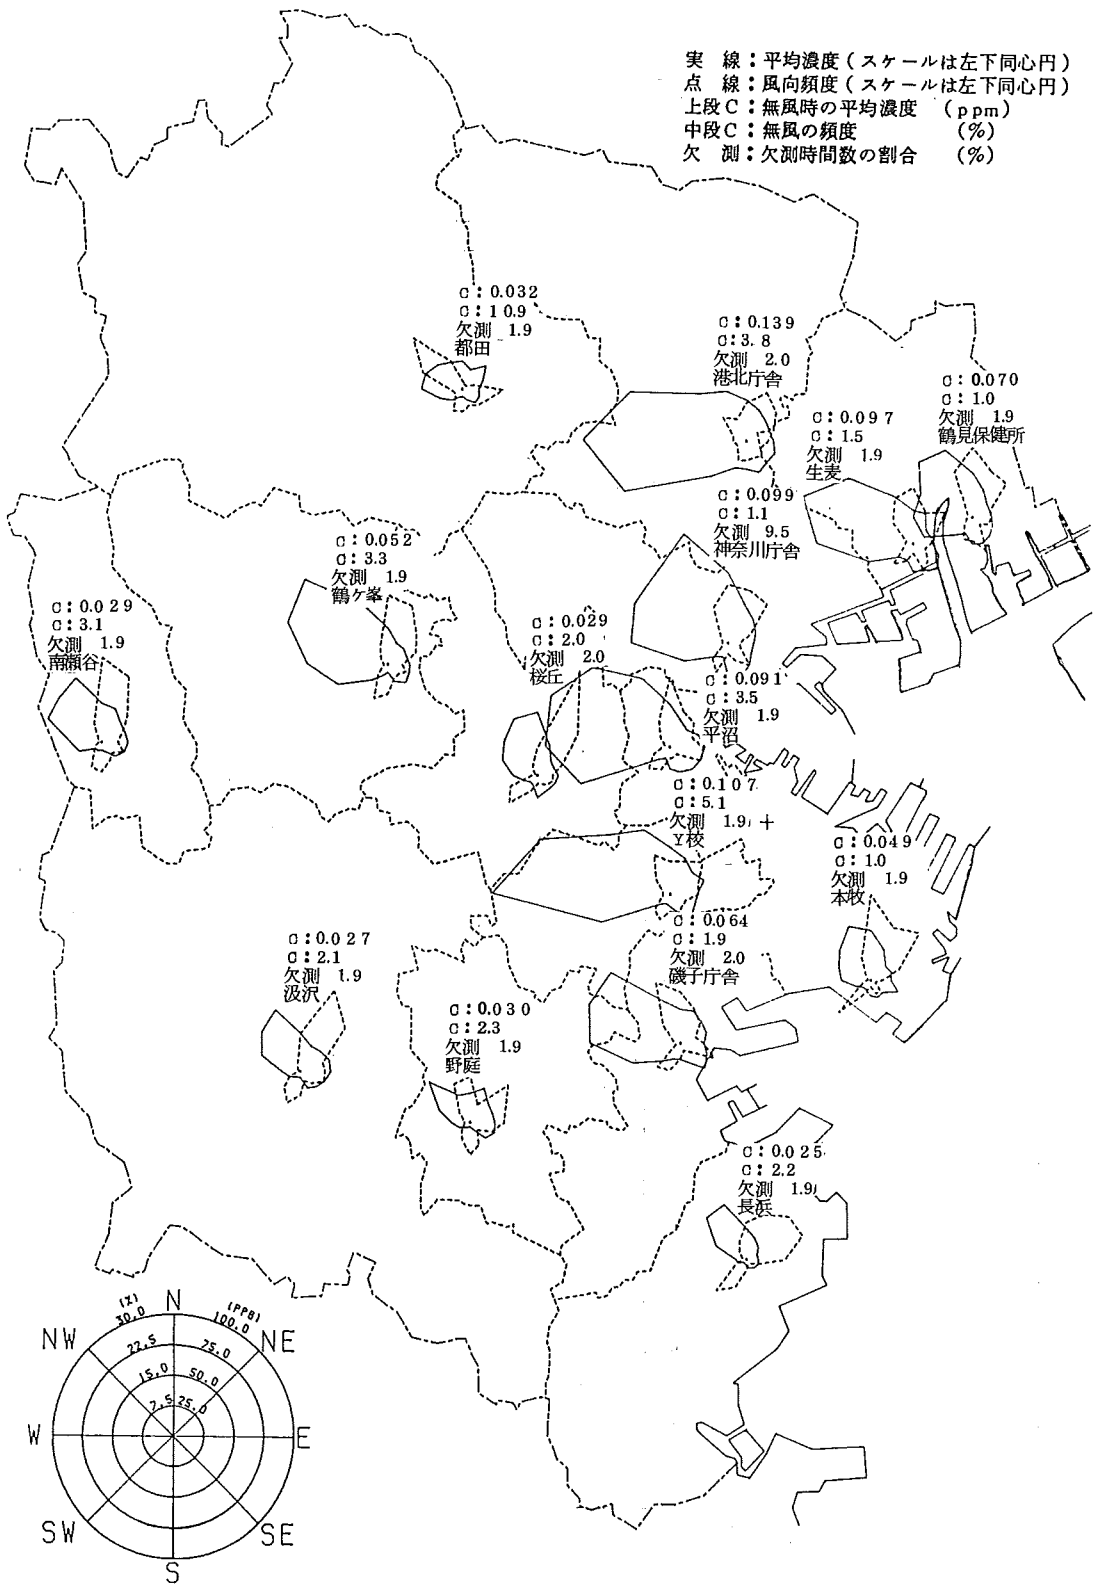 実 線：平均濃度（スケールは左下同心円）
点 線：風向頻度（スケールは左下同心円）
上段C：無風時の平均濃度 （ppm）
中段C：無風の頻度 （%）
欠 測：欠測時間数の割合 （%）
C：0.032
C：10.9
欠測 1.9
都田
C：0.139
C：3.8
欠測 2.0
港北庁舎
C：0.070
C：1.0
欠測 1.9
鶴見保健所
C：0.097
C：1.5
欠測 1.9
生麦
C：0.099
C：1.1
欠測 9.5
神奈川庁舎
C：0.052
C：3.3
欠測 1.9
鶴ケ峯
C：0.029
C：3.1
欠測 1.9
南瀬谷
C：0.029
C：2.0
欠測 2.0
桜丘
C：0.091
C：3.5
欠測 1.9
平沼
C：0.107
C：5.1
欠測 1.9
Y校
C：0.049
C：1.0
欠測 1.9
本牧
C：0.064
C：1.9
欠測 2.0
磯子庁舎
C：0.027
C：2.1
欠測 1.9
汲沢
C：0.030
C：2.3
欠測 1.9
野庭
C：0.025
C：2.2
欠測 1.9
長浜
(%) N (PPB)
30.0 100.0
NW NE
22.5 75.0
15.0 50.0
7.5 25.0
W E
SW SE
S